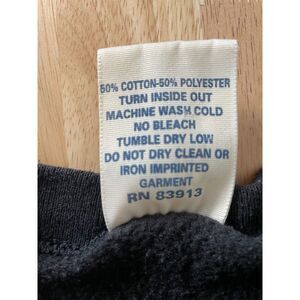 50% COTTON-50% POLYESTER
TURN INSIDE OUT
MACHINE WASH COLD
NO BLEACH
TUMBLE DRY LOW
DO NOT DRY CLEAN OR
IRON IMPRINTED
GARMENT
RN 83913